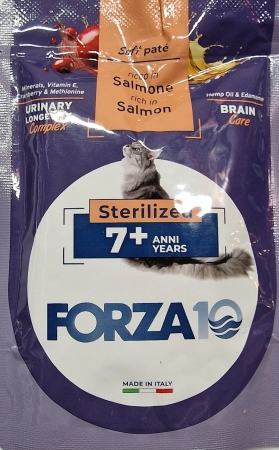 Soft paté
ricco in
Salmone
rich in
Salmon
Minerals, Vitamin E,
Cranberry & Methionine
URINARY
LONGEVITY
Complex
Hemp Oil & Edamame
BRAIN
Care
Sterilized
7+ ANNI
YEARS
FORZA10
MADE IN ITALY